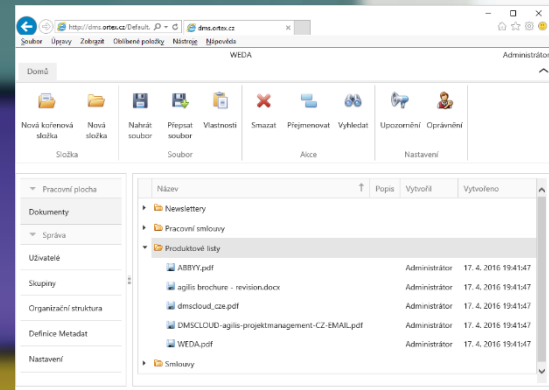 http://dms.ortex.cz/Default.
dms.ortex.cz
Soubor Úpravy Zobrazit Oblíbené položky Nástroje Nápověda
WEDA
Administrátor
Domů
Nová kořenová složka
Nová složka
Nahrát soubor
Přepsat soubor
Vlastnosti
Smazat
Přejmenovat
Vyhledat
Upozornění
Oprávnění
Složka
Soubor
Akce
Nastavení
Pracovní plocha
Dokumenty
Správa
Uživatelé
Skupiny
Organizační struktura
Definice Metadat
Nastavení
Název Popis Vytvořil Vytvořeno
Newslettery
Pracovní smlouvy
Produktové listy
ABBYY.pdf Administrátor 17. 4. 2016 19:41:47
agilis brochure - revision.docx Administrátor 17. 4. 2016 19:41:47
dmscloud_cze.pdf Administrátor 17. 4. 2016 19:41:47
DMSCLOUD-agilis-projektmanagement-CZ-EMAIL.pdf Administrátor 17. 4. 2016 19:41:47
WEDA.pdf Administrátor 17. 4. 2016 19:41:47
Smlouvy